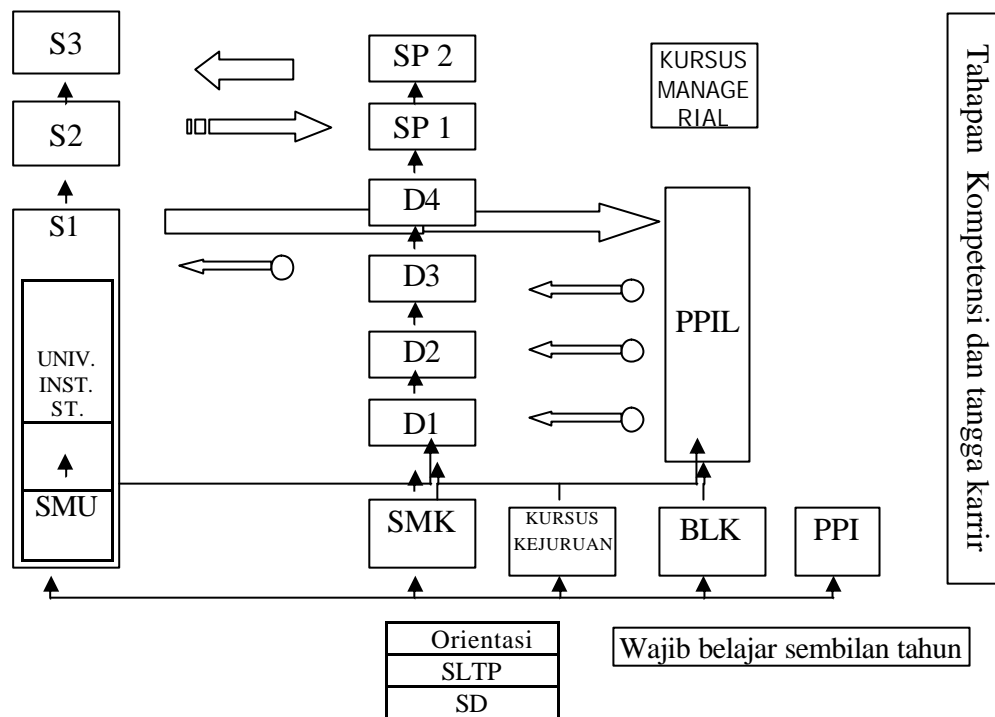 S3
SP 2
KURSUS
MANAGE
RIAL
S2
SP 1
S1
D4
D3
PPIL
UNIV.
INST.
ST.
D2
D1
SMU
SMK
KURSUS
KEJURUAN
BLK
PPI
Orientasi
SLTP
SD
Wajib belajar sembilan tahun
Tahapan Kompetensi dan tangga karrir